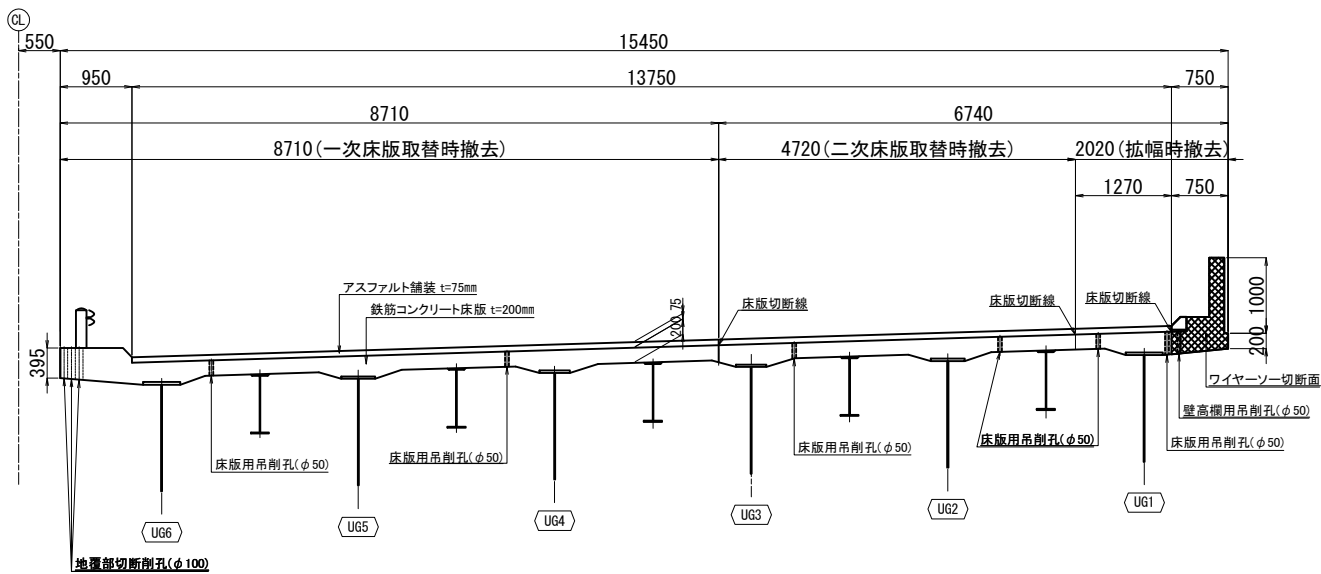 CL
550
15450
950
13750
750
8710
6740
8710(一次床版取替時撤去)
4720(二次床版取替時撤去)
2020(拡幅時撤去)
1270
750
アスファルト舗装 t=75mm
鉄筋コンクリート床版 t=200mm
75
200
床版切断線
床版切断線
床版切断線
1000
200
395
ワイヤーソー切断面
壁高欄用吊削孔(φ50)
床版用吊削孔(φ50)
床版用吊削孔(φ50)
床版用吊削孔(φ50)
床版用吊削孔(φ50)
床版用吊削孔(φ50)
UG6
UG5
UG4
UG3
UG2
UG1
地覆部切断削孔(φ100)